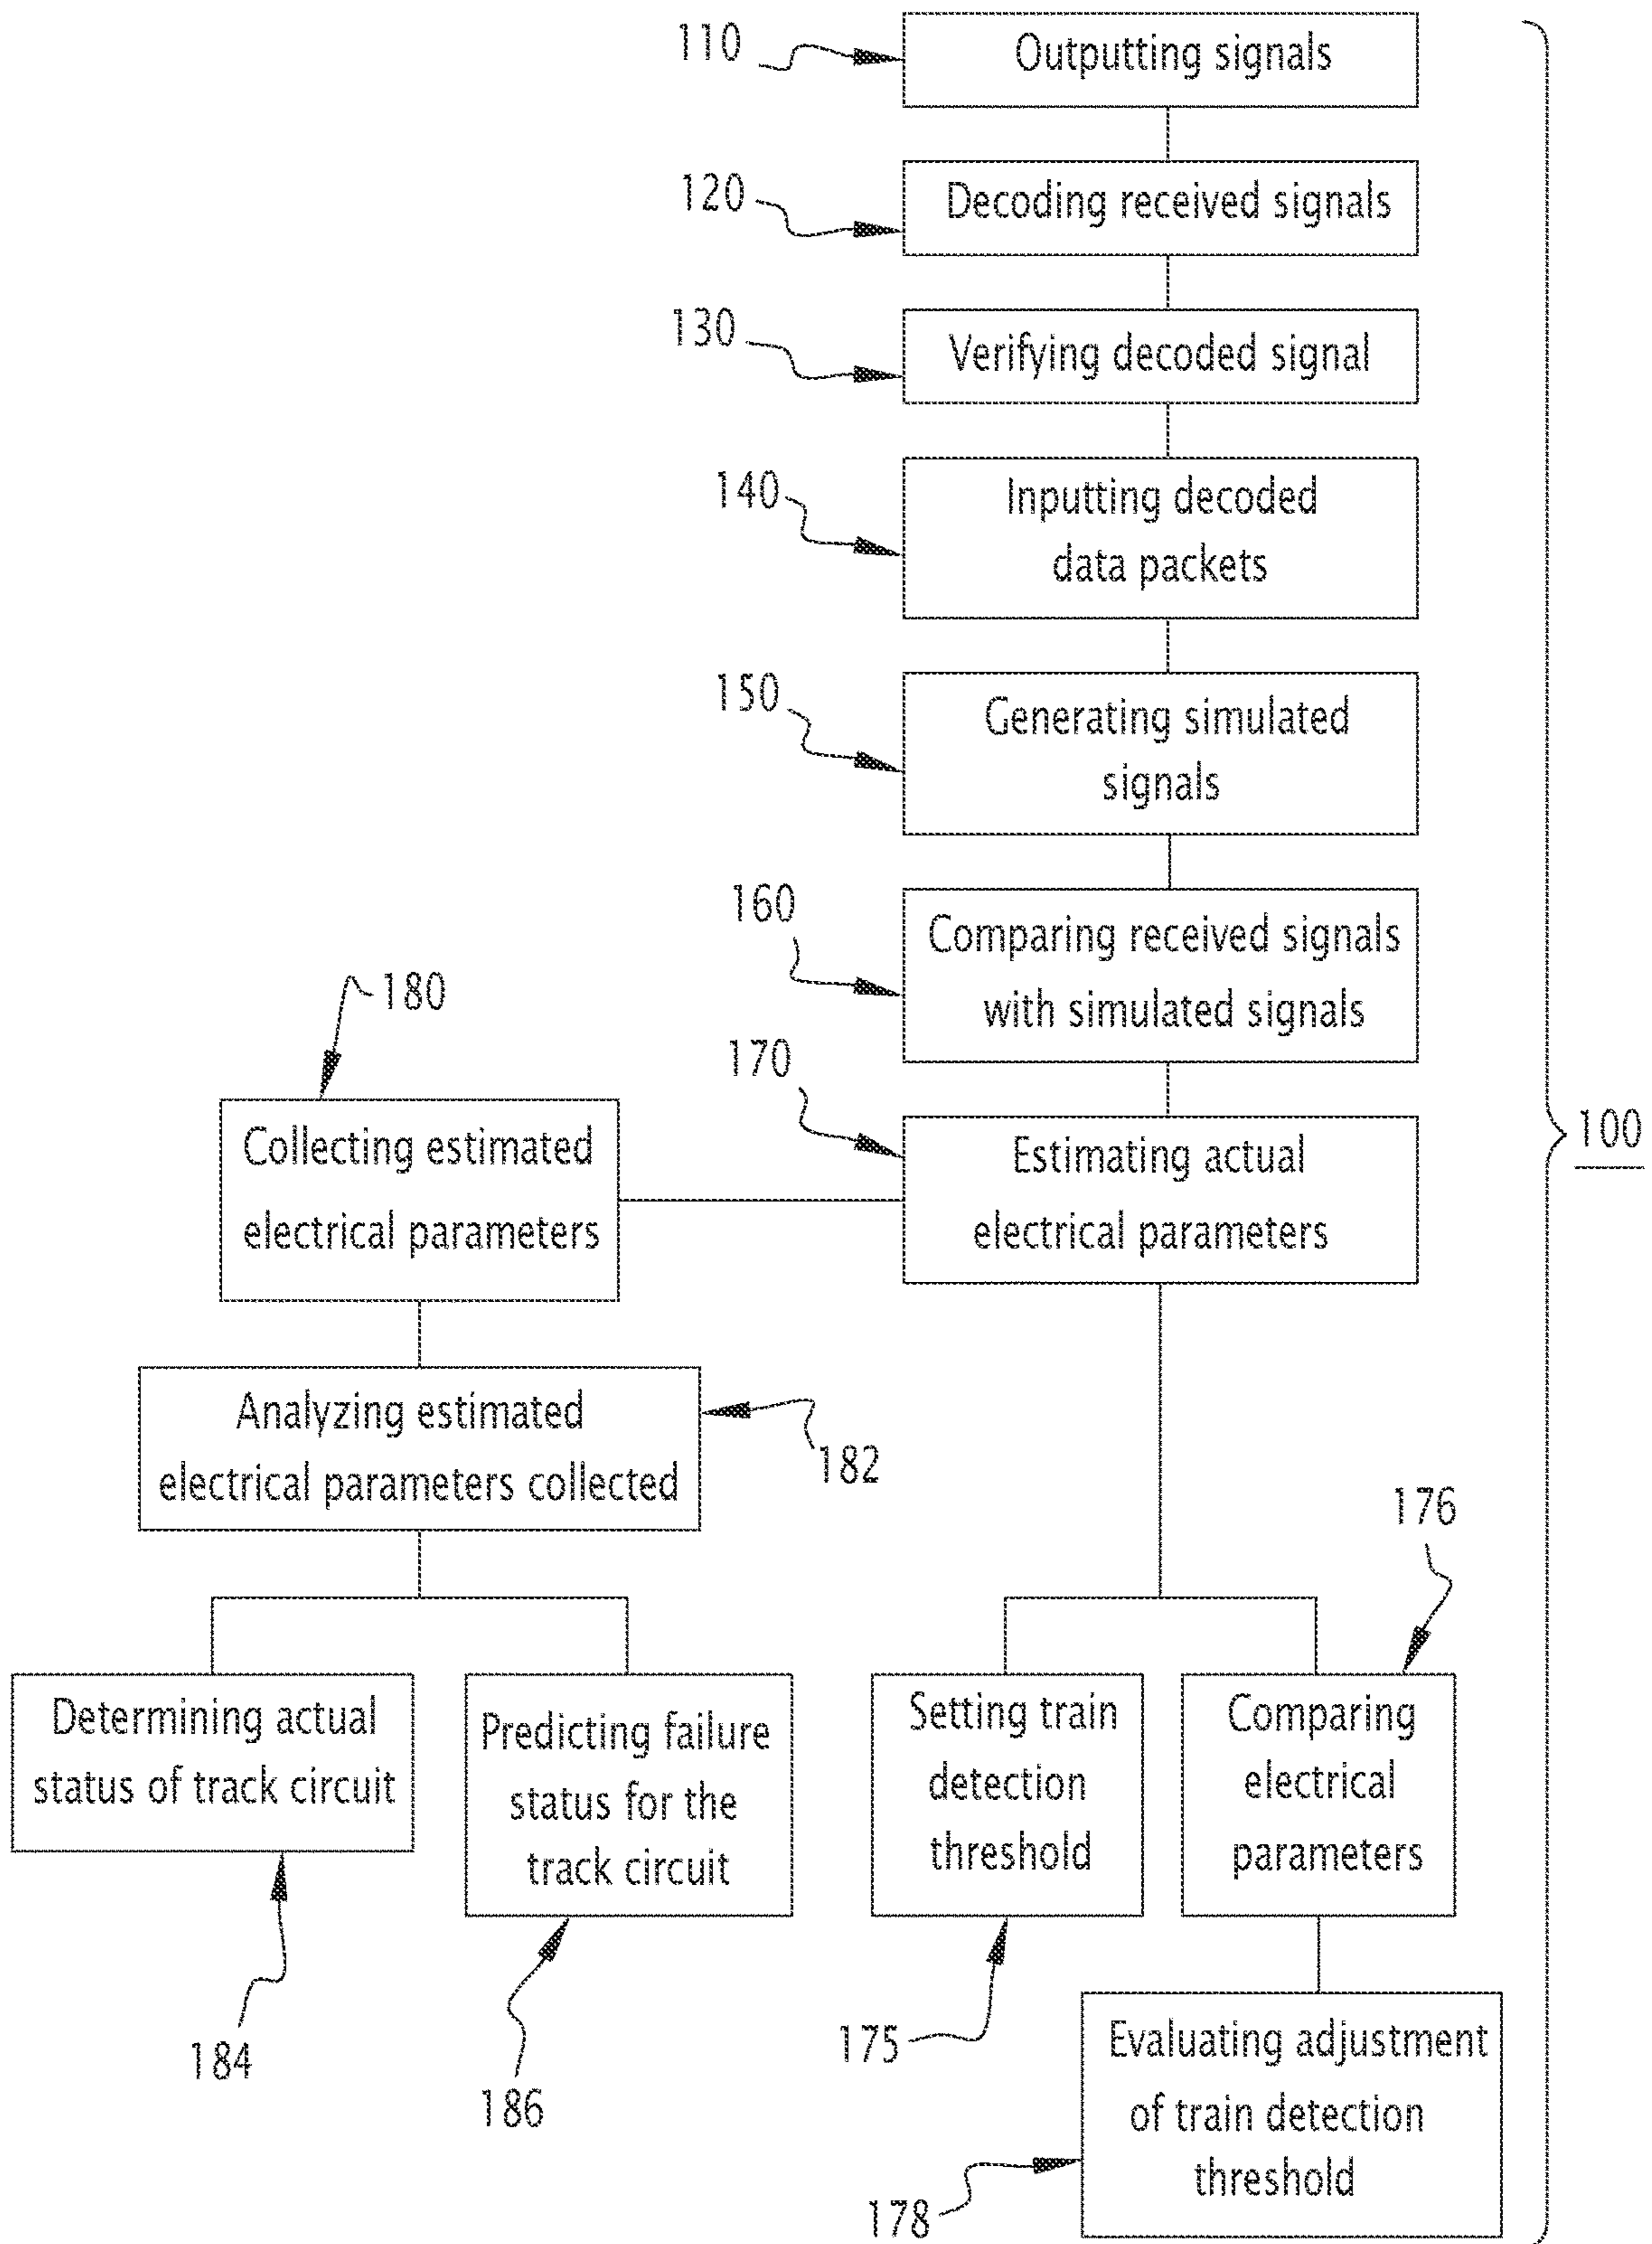 110
Outputting signals
120
Decoding received signals
130
Verifying decoded signal
140
Inputting decoded
data packets
150
Generating simulated
signals
160
Comparing received signals
with simulated signals
170
Estimating actual
electrical parameters
100
180
Collecting estimated
electrical parameters
Analyzing estimated
electrical parameters collected
182
Determining actual
status of track circuit
184
Predicting failure
status for the
track circuit
186
Setting train
detection
threshold
175
176
Comparing
electrical
parameters
Evaluating adjustment
of train detection
threshold
178